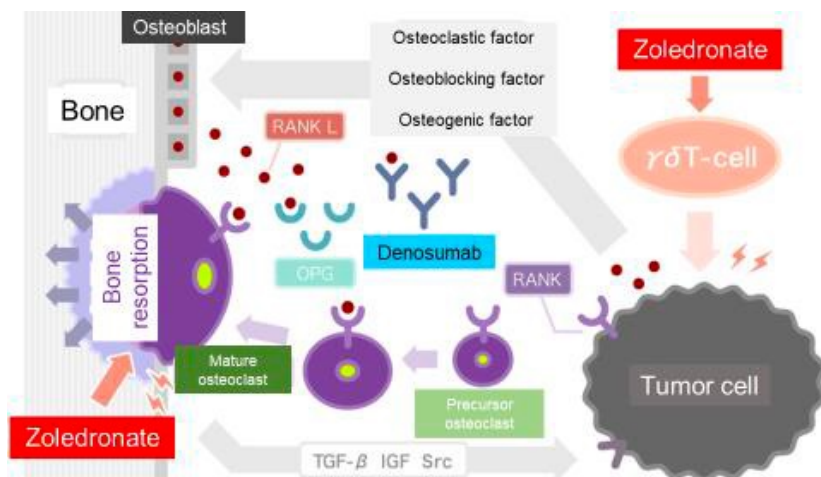 Osteoblast
Osteoclastic factor
Osteoblocking factor
Osteogenic factor
Zoledronate
Bone
RANK L
γδT-cell
Bone
resorption
OPG
Denosumab
RANK
Mature
osteoclast
Precursor
osteoclast
Tumor cell
Zoledronate
TGF-β IGF Src